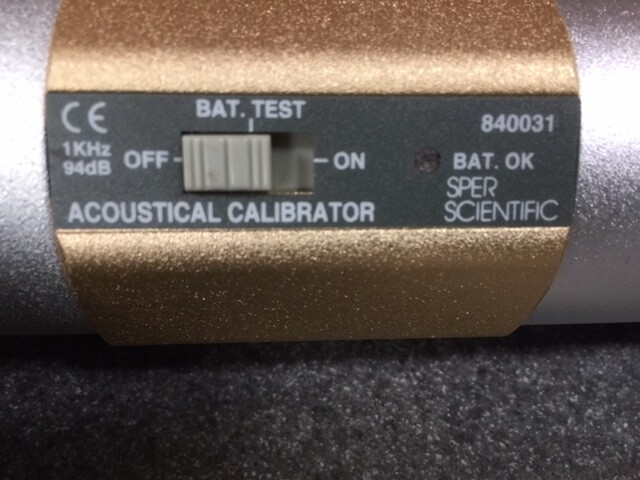 CE
BAT. TEST
840031
1KHz
94dB
OFF
ON
BAT. OK
SPER
SCIENTIFIC
ACOUSTICAL CALIBRATOR